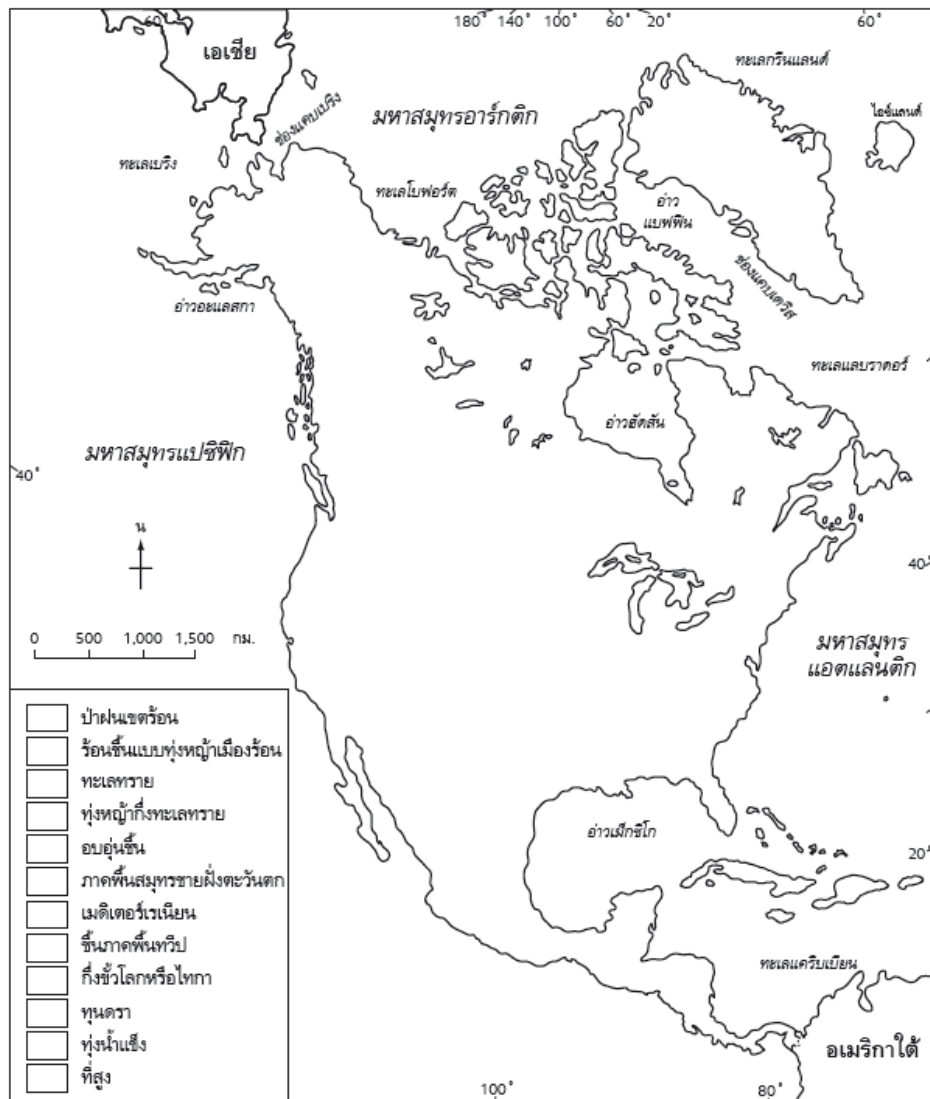 60°
180°
140°
100°
60°
20°
60°
เอเชีย
ทะเลกรีนแลนด์
ช่องแคบเบริง
มหาสมุทรอาร์กติก
ไอซ์แลนด์
ทะเลเบริง
ทะเลโบฟอร์ต
อ่าว
แบฟฟิน
ช่องแคบเดวิส
อ่าวอะแลสกา
ทะเลแลบราดอร์
อ่าวฮัดสัน
มหาสมุทรแปซิฟิก
40°
น
40°
0 500 1,000 1,500 กม.
มหาสมุทร
แอตแลนติก
ป่าฝนเขตร้อน
ร้อนชื้นแบบทุ่งหญ้าเมืองร้อน
ทะเลทราย
ทุ่งหญ้ากึ่งทะเลทราย
อบอุ่นชื้น
ภาคพื้นสมุทรชายฝั่งตะวันตก
เมดิเตอร์เรเนียน
ชื้นภาคพื้นทวีป
กึ่งขั้วโลกหรือไทกา
ทุนดรา
ทุ่งน้ำแข็ง
ที่สูง
อ่าวเม็กซิโก
20°
ทะเลแคริบเบียน
อเมริกาใต้
100°
80°